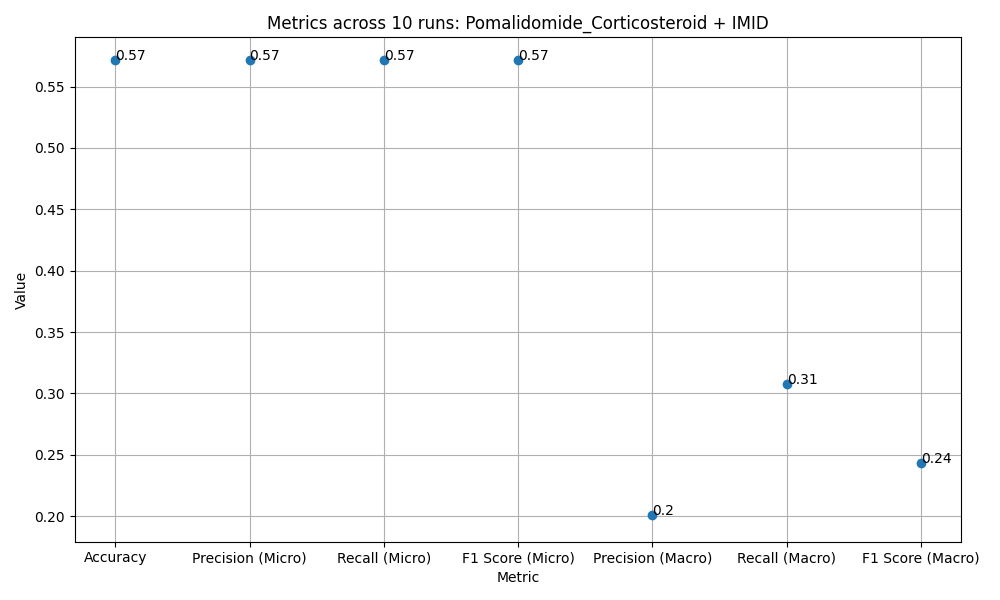 Metrics across 10 runs: Pomalidomide_Corticosteroid + IMID
Value
0.55
0.50
0.45
0.40
0.35
0.30
0.25
0.20
0.57
0.57
0.57
0.57
0.2
0.31
0.24
Accuracy
Precision (Micro)
Recall (Micro)
F1 Score (Micro)
Precision (Macro)
Recall (Macro)
F1 Score (Macro)
Metric